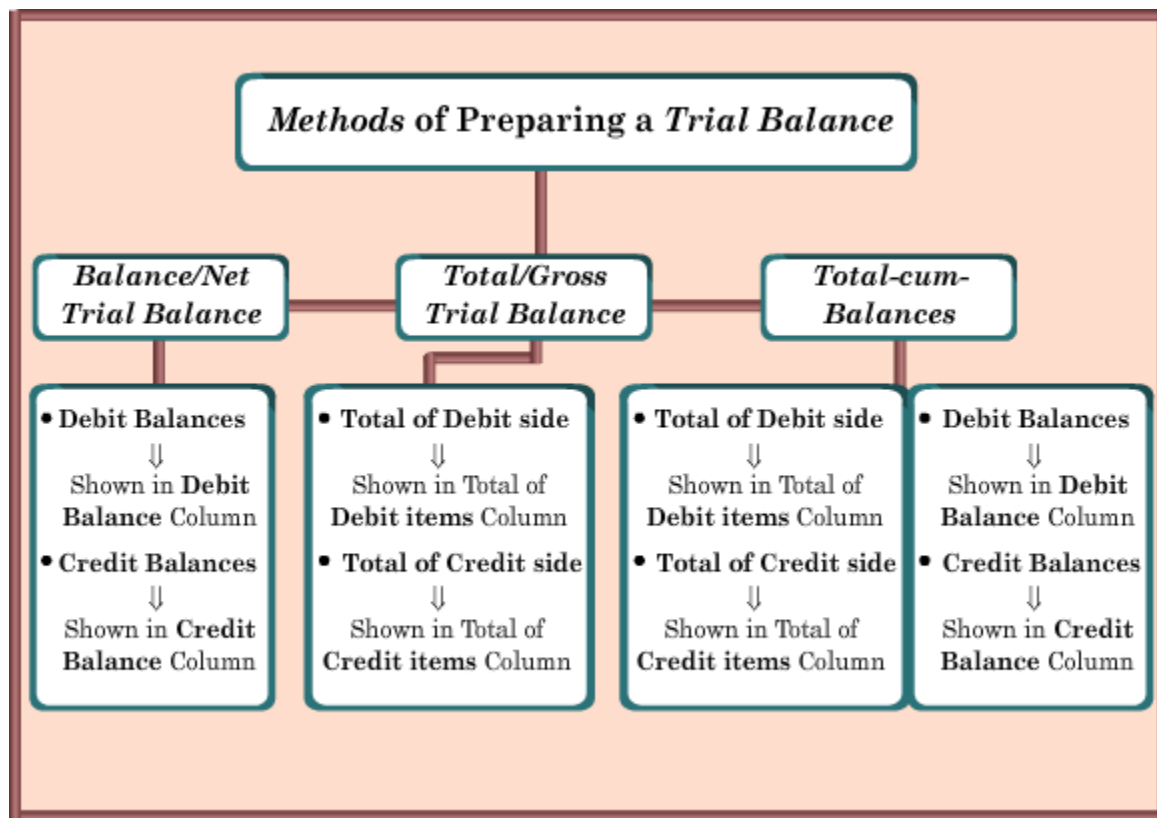 Methods of Preparing a Trial Balance
Balance/Net
Trial Balance
Total/Gross
Trial Balance
Total-cum-
Balances
• Debit Balances
⇓
Shown in Debit
Balance Column
• Credit Balances
⇓
Shown in Credit
Balance Column
• Total of Debit side
⇓
Shown in Total of
Debit items Column
• Total of Credit side
⇓
Shown in Total of
Credit items Column
• Total of Debit side
⇓
Shown in Total of
Debit items Column
• Total of Credit side
⇓
Shown in Total of
Credit items Column
• Debit Balances
⇓
Shown in Debit
Balance Column
• Credit Balances
⇓
Shown in Credit
Balance Column